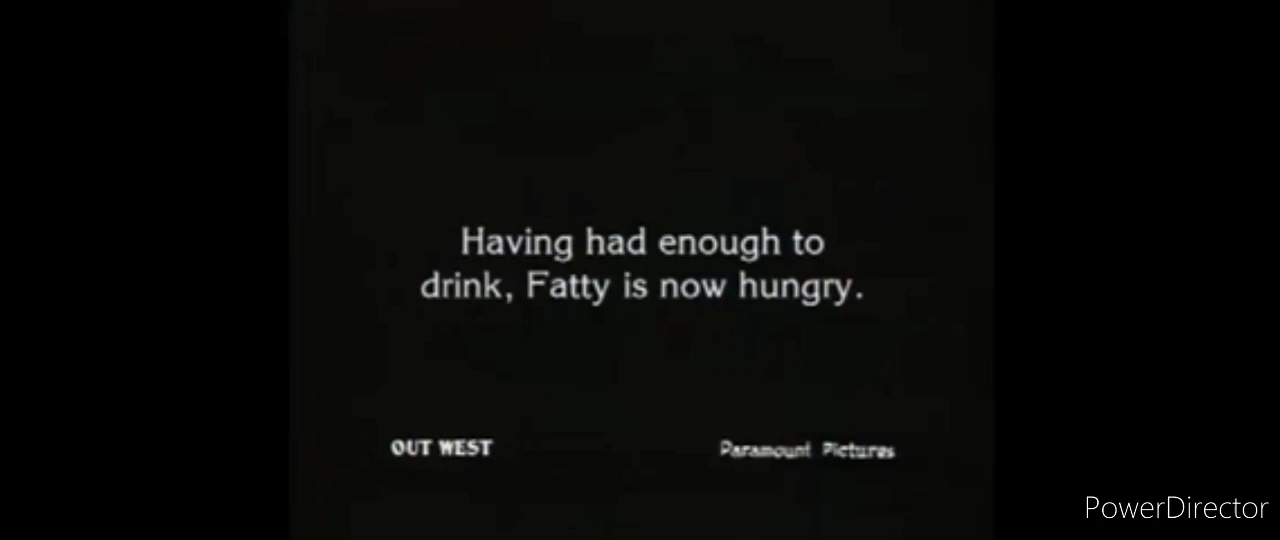 Having had enough to
drink, Fatty is now hungry.
OUT WEST
Paramount Pictures
PowerDirector